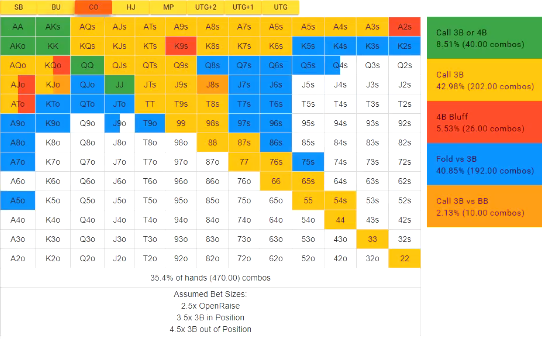 SB BU CO HJ MP UTG+2 UTG+1 UTG
AA AKs AQs AJs ATs A9s A8s A7s A6s A5s A4s A3s A2s
AKo KK KQs KJs KTs K9s K8s K7s K6s K5s K4s K3s K2s
AQo KQo QQ QJs QTs Q9s Q8s Q7s Q6s Q5s Q4s Q3s Q2s
AJo KJo QJo JJ JTs J9s J8s J7s J6s J5s J4s J3s J2s
ATo KTo QTo JTo TT T9s T8s T7s T6s T5s T4s T3s T2s
A9o K9o Q9o J9o T9o 99 98s 97s 96s 95s 94s 93s 92s
A8o K8o Q8o J8o T8o 98o 88 87s 86s 85s 84s 83s 82s
A7o K7o Q7o J7o T7o 97o 87o 77 76s 75s 74s 73s 72s
A6o K6o Q6o J6o T6o 96o 86o 76o 66 65s 64s 63s 62s
A5o K5o Q5o J5o T5o 95o 85o 75o 65o 55 54s 53s 52s
A4o K4o Q4o J4o T4o 94o 84o 74o 64o 54o 44 43s 42s
A3o K3o Q3o J3o T3o 93o 83o 73o 63o 53o 43o 33 32s
A2o K2o Q2o J2o T2o 92o 82o 72o 62o 52o 42o 32o 22
35.4% of hands (470.00) combos
Assumed Bet Sizes:
2.5x OpenRaise
3.5x 3B in Position
4.5x 3B out of Position
Call 3B or 4B
8.51% (40.00 combos)
Call 3B
42.98% (202.00 combos)
4B Bluff
5.53% (26.00 combos)
Fold vs 3B
40.85% (192.00 combos)
Call 3B vs BB
2.13% (10.00 combos)